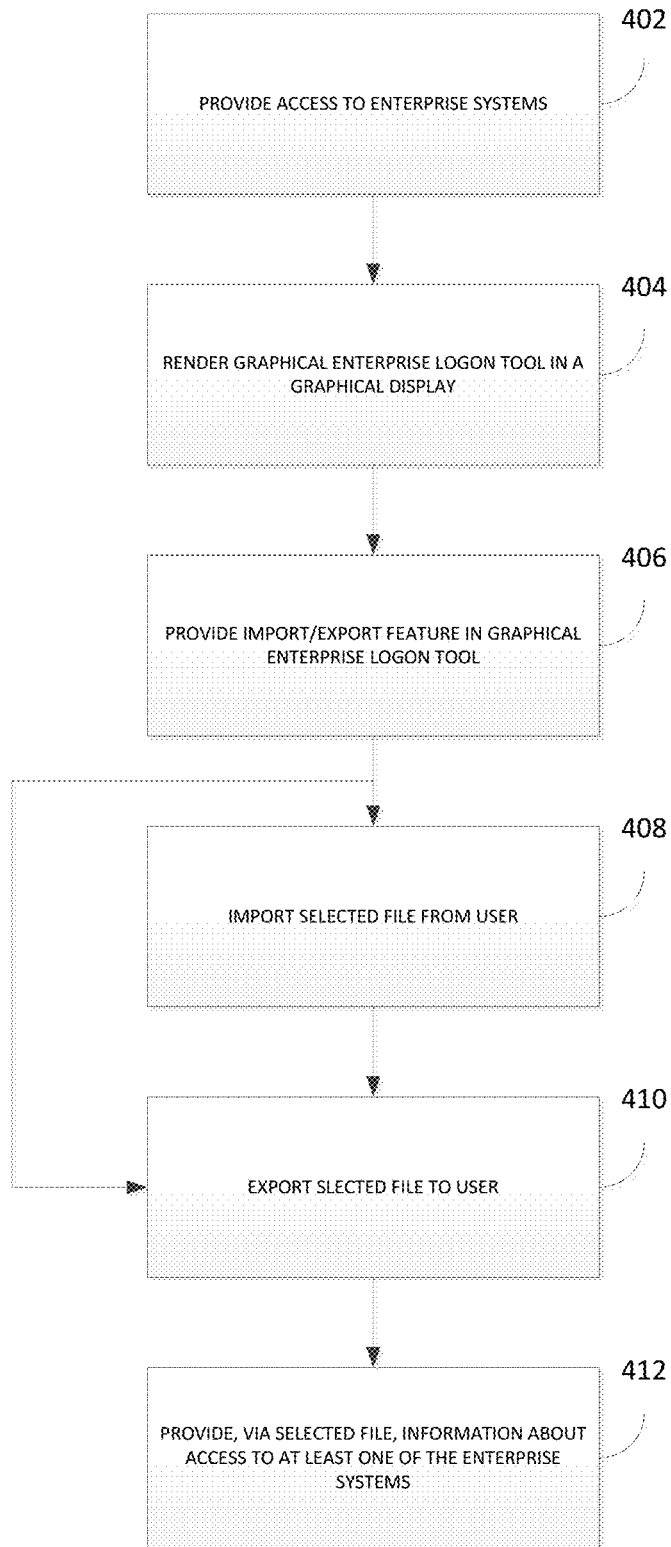 402
PROVIDE ACCESS TO ENTERPRISE SYSTEMS
404
RENDER GRAPHICAL ENTERPRISE LOGON TOOL IN A
GRAPHICAL DISPLAY
406
PROVIDE IMPORT/EXPORT FEATURE IN GRAPHICAL
ENTERPRISE LOGON TOOL
408
IMPORT SELECTED FILE FROM USER
410
EXPORT SLECTED FILE TO USER
412
PROVIDE, VIA SELECTED FILE, INFORMATION ABOUT
ACCESS TO AT LEAST ONE OF THE ENTERPRISE
SYSTEMS